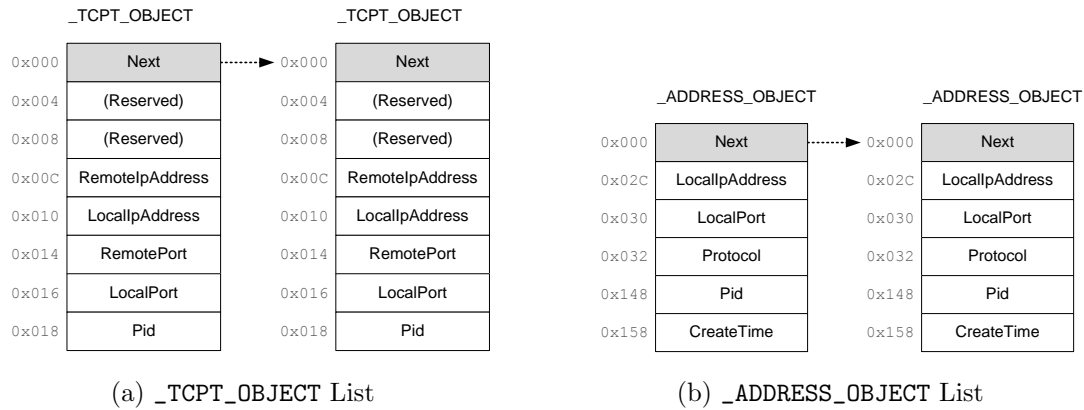 _TCPT_OBJECT _TCPT_OBJECT
0x000 Next 0x000 Next
0x004 (Reserved) 0x004 (Reserved)
0x008 (Reserved) 0x008 (Reserved)
0x00C RemoteIpAddress 0x00C RemoteIpAddress
0x010 LocalIpAddress 0x010 LocalIpAddress
0x014 RemotePort 0x014 RemotePort
0x016 LocalPort 0x016 LocalPort
0x018 Pid 0x018 Pid
(a) _TCPT_OBJECT List
_ADDRESS_OBJECT _ADDRESS_OBJECT
0x000 Next 0x000 Next
0x02C LocalIpAddress 0x02C LocalIpAddress
0x030 LocalPort 0x030 LocalPort
0x032 Protocol 0x032 Protocol
0x148 Pid 0x148 Pid
0x158 CreateTime 0x158 CreateTime
(b) _ADDRESS_OBJECT List